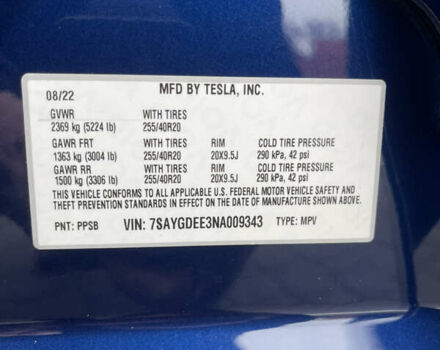 MFD BY TESLA, INC.
08/22
GVWR WITH TIRES
2369 kg (5224 lb) 255/40R20
GAWR FRT WITH TIRES RIM COLD TIRE PRESSURE
1363 kg (3004 lb) 255/40R20 20X9.5J 290 kPa, 42 psi
GAWR RR WITH TIRES RIM COLD TIRE PRESSURE
1500 kg (3306 lb) 255/40R20 20X9.5J 290 kPa, 42 psi
THIS VEHICLE CONFORMS TO ALL APPLICABLE U.S. FEDERAL MOTOR VEHICLE SAFETY AND
THEFT PREVENTION STANDARDS IN EFFECT ON THE DATE OF MANUFACTURE SHOWN ABOVE.
PNT: PPSB VIN: 7SAYGDEE3NA009343 TYPE: MPV